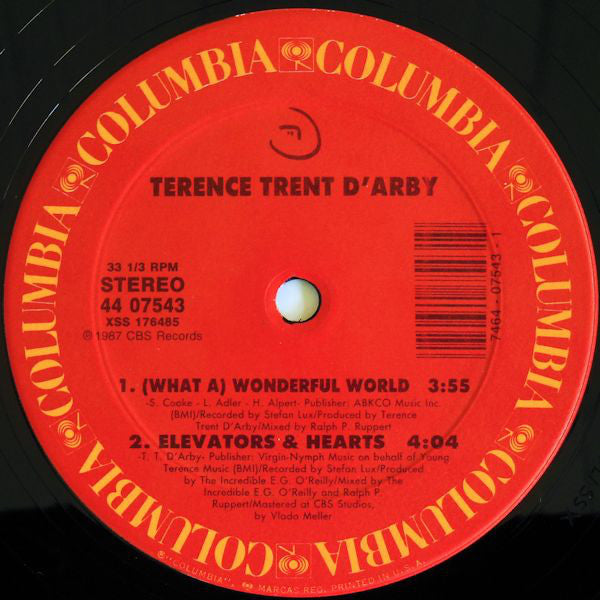 COLUMBIA COLUMBIA COLUMBIA COLUMBIA COLUMBIA COLUMBIA
TERENCE TRENT D'ARBY
33 1/3 RPM
STEREO
44 07543
XSS 176485
℗1987 CBS Records
7464-07543-1
1. (WHAT A) WONDERFUL WORLD 3:55
-S. Cooke - L. Adler - H. Alpert- Publisher: ABKCO Music Inc.
(BMI)/Recorded by Stefan Lux/Produced by Terence
Trent D'Arby/Mixed by Ralph P. Ruppert
2. ELEVATORS & HEARTS 4:04
-T. T. D'Arby- Publisher: Virgin-Nymph Music on behalf of Young
Terence Music (BMI)/Recorded by Stefan Lux/Produced
by The Incredible E.G. O'Reilly/Mixed by The
Incredible E.G. O'Reilly and Ralph P.
Ruppert/Mastered at CBS Studios,
by Vlado Meller
"COLUMBIA", MARCAS REG. PRINTED IN U.S.A.